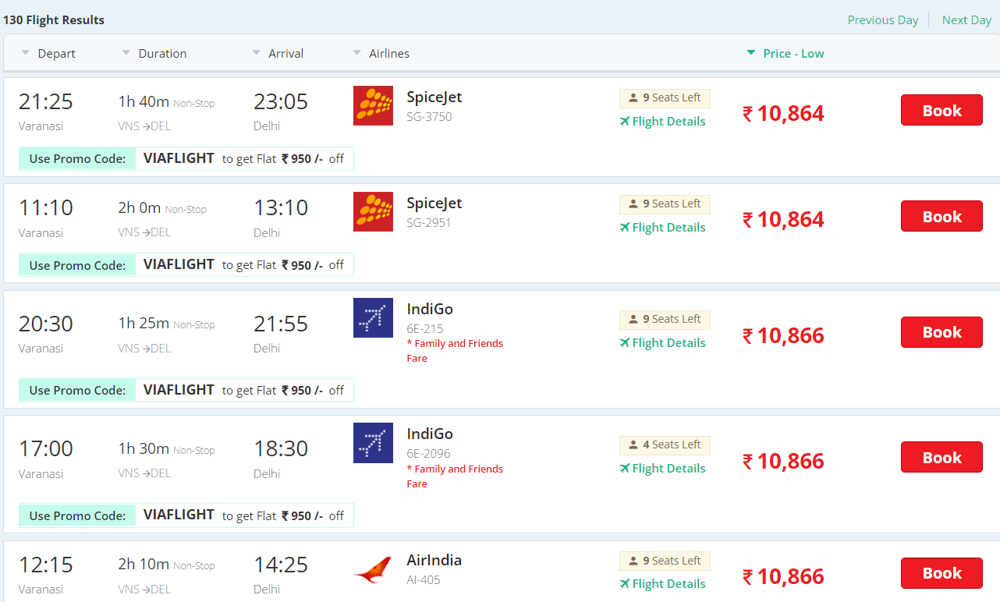 130 Flight Results Previous Day Next Day
Depart Duration Arrival Airlines Price - Low
21:25 1h 40m Non-Stop 23:05 SpiceJet 9 Seats Left ₹ 10,864 Book
Varanasi VNS→DEL Delhi SG-3750 Flight Details
Use Promo Code: VIAFLIGHT to get Flat ₹ 950 /- off
11:10 2h 0m Non-Stop 13:10 SpiceJet 9 Seats Left ₹ 10,864 Book
Varanasi VNS→DEL Delhi SG-2951 Flight Details
Use Promo Code: VIAFLIGHT to get Flat ₹ 950 /- off
20:30 1h 25m Non-Stop 21:55 IndiGo 9 Seats Left ₹ 10,866 Book
Varanasi VNS→DEL Delhi 6E-215 Flight Details
* Family and Friends
Fare
Use Promo Code: VIAFLIGHT to get Flat ₹ 950 /- off
17:00 1h 30m Non-Stop 18:30 IndiGo 4 Seats Left ₹ 10,866 Book
Varanasi VNS→DEL Delhi 6E-2096 Flight Details
* Family and Friends
Fare
Use Promo Code: VIAFLIGHT to get Flat ₹ 950 /- off
12:15 2h 10m Non-Stop 14:25 AirIndia 9 Seats Left ₹ 10,866 Book
Varanasi VNS→DEL Delhi AI-405 Flight Details